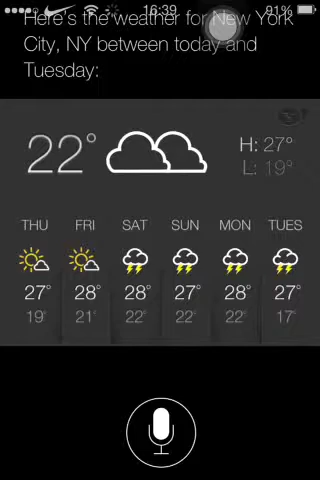 16:39 91%
Here's the weather for New York
City, NY between today and
Tuesday:
22° H: 27°
L: 19°
THU FRI SAT SUN MON TUES
27° 28° 28° 27° 28° 27°
19° 21° 22° 22° 22° 17°